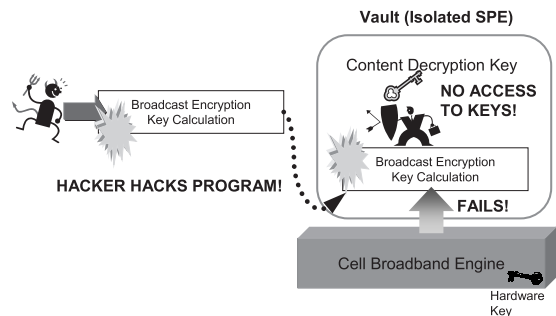 Vault (Isolated SPE)
Content Decryption Key
NO ACCESS
TO KEYS!
Broadcast Encryption
Key Calculation
HACKER HACKS PROGRAM!
Broadcast Encryption
Key Calculation
FAILS!
Cell Broadband Engine
Hardware
Key